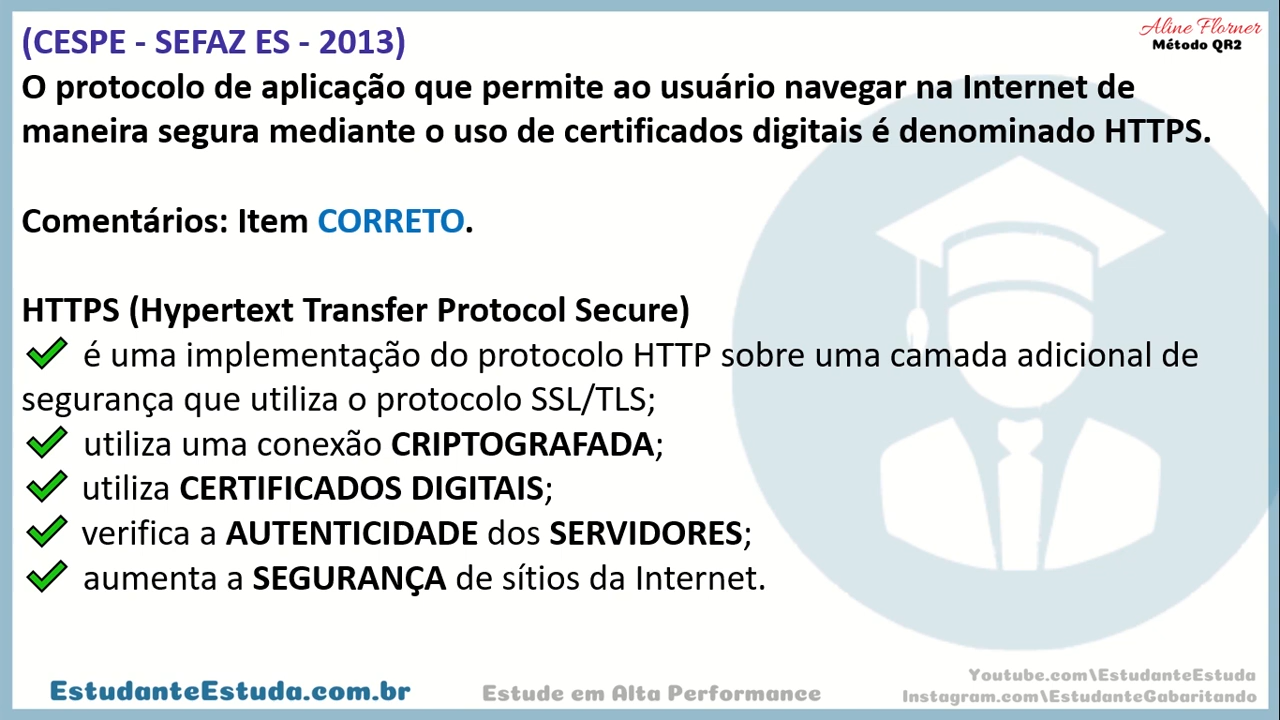 (CESPE - SEFAZ ES - 2013)
Aline Florner
Método QR2
O protocolo de aplicação que permite ao usuário navegar na Internet de
maneira segura mediante o uso de certificados digitais é denominado HTTPS.
Comentários: Item CORRETO.
HTTPS (Hypertext Transfer Protocol Secure)
é uma implementação do protocolo HTTP sobre uma camada adicional de
segurança que utiliza o protocolo SSL/TLS;
utiliza uma conexão CRIPTOGRAFADA;
utiliza CERTIFICADOS DIGITAIS;
verifica a AUTENTICIDADE dos SERVIDORES;
aumenta a SEGURANÇA de sítios da Internet.
EstudanteEstuda.com.br
Estude em Alta Performance
Youtube.com\EstudanteEstuda
Instagram.com\EstudanteGabaritando